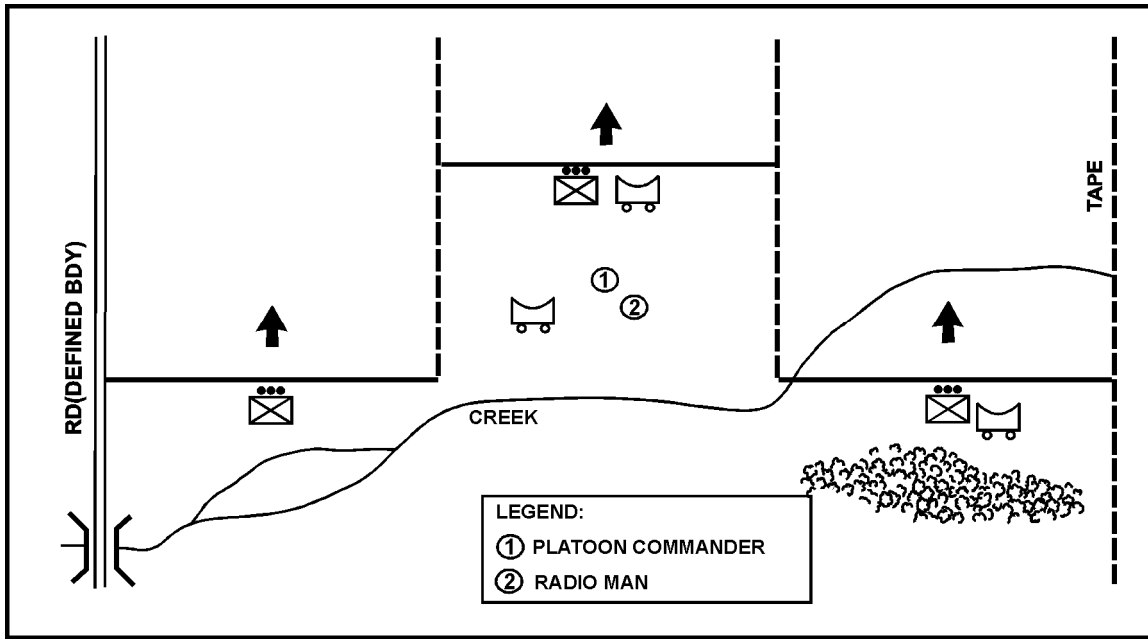 RD(DEFINED BDY)
TAPE
1
2
CREEK
LEGEND:
1 PLATOON COMMANDER
2 RADIO MAN